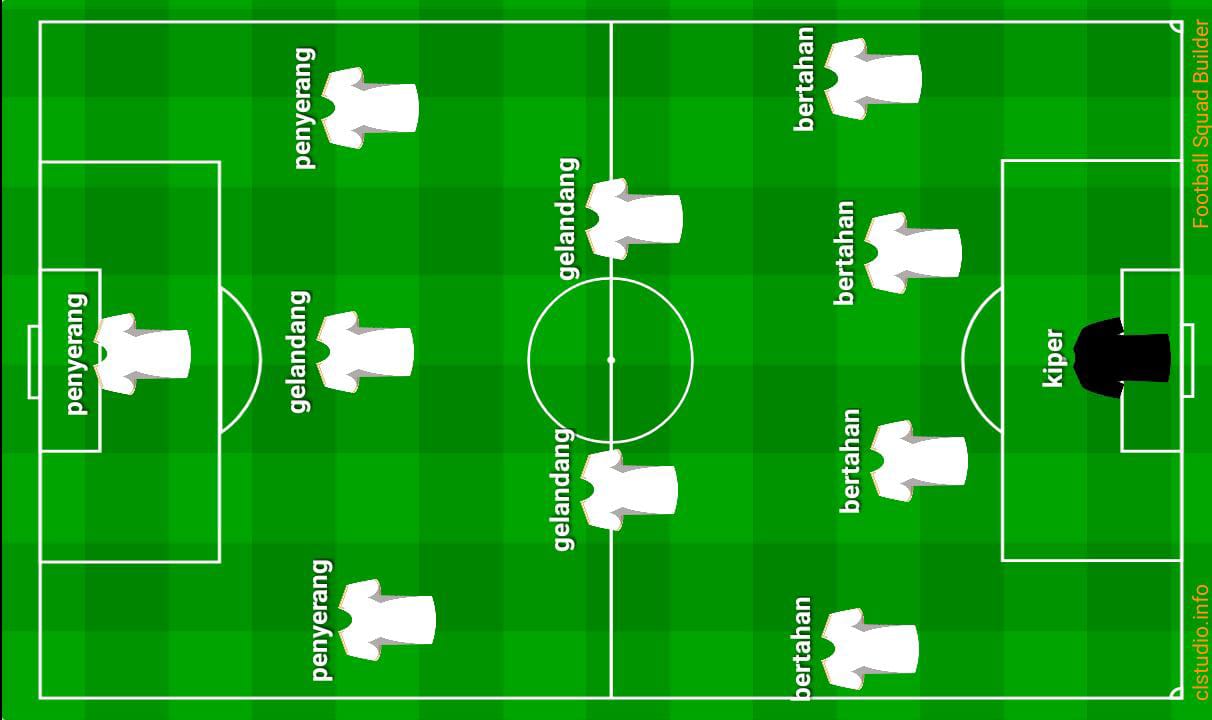 penyerang
penyerang
penyerang
gelandang
gelandang
gelandang
bertahan
bertahan
bertahan
bertahan
kiper
clstudio.info
Football Squad Builder